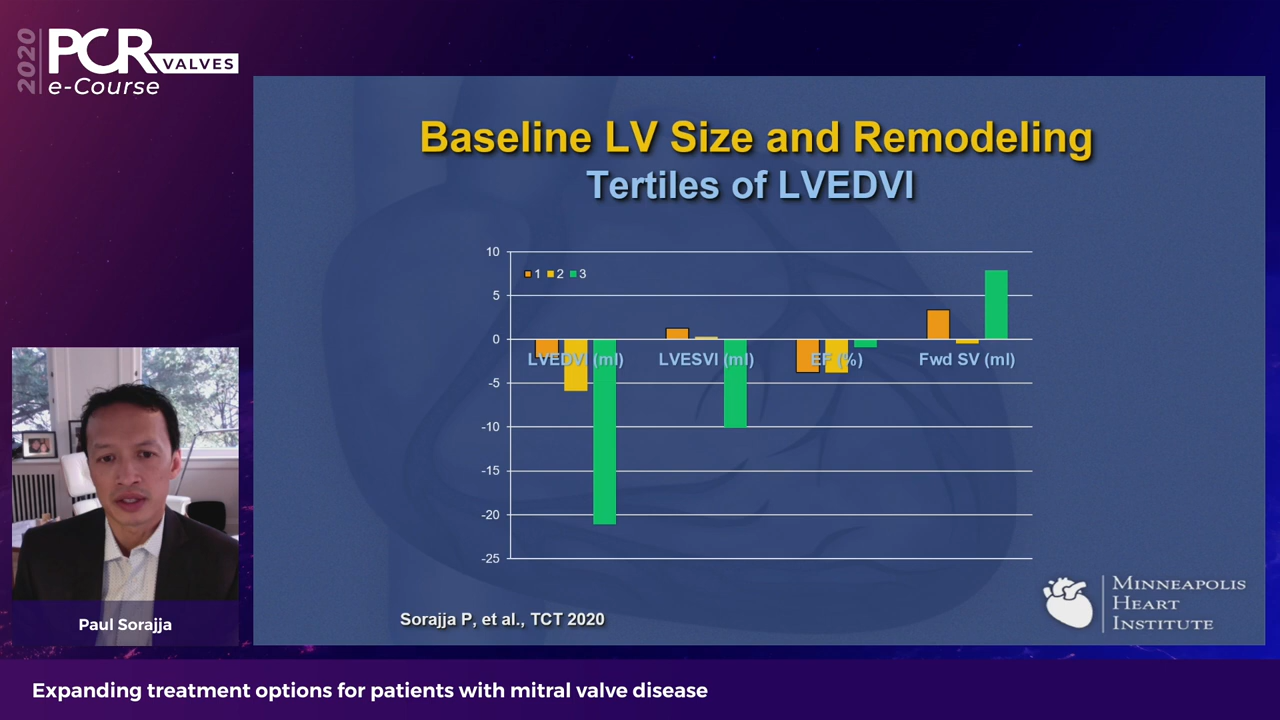 2020
PCR
VALVES
e-Course
Baseline LV Size and Remodeling
Tertiles of LVEDVI
10
1 2 3
5
0
LVEDVI (ml) LVESVI (ml) EF (%) Fwd SV (ml)
-5
-10
-15
-20
-25
Sorajja P, et al., TCT 2020
MINNEAPOLIS
HEART
INSTITUTE
Paul Sorajja
Expanding treatment options for patients with mitral valve disease